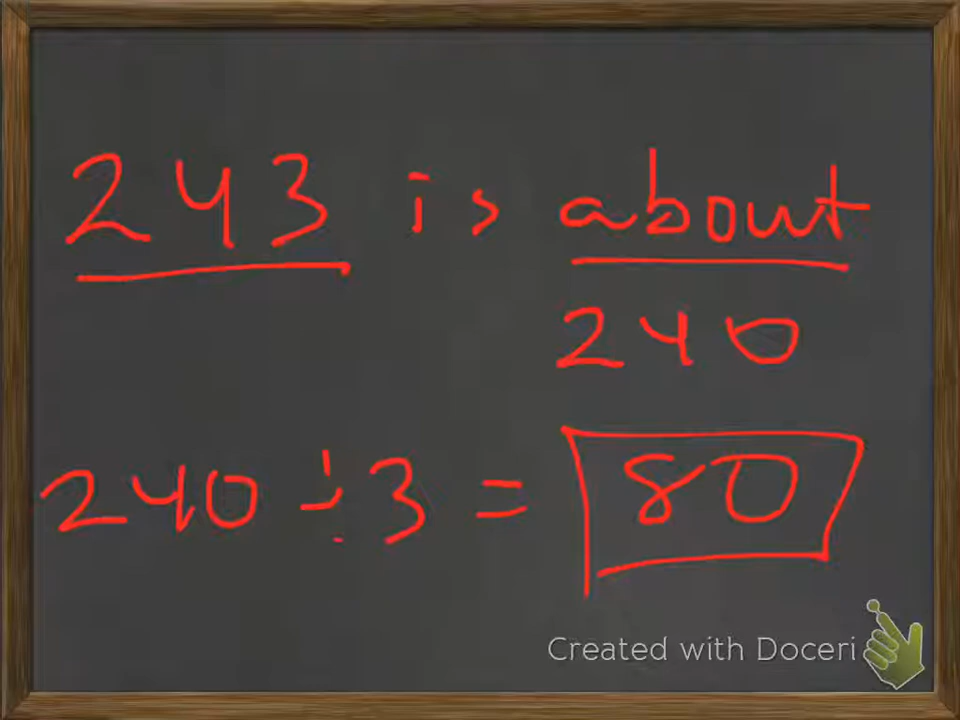 243 is about
240
240 ÷ 3 = 80
Created with Doceri